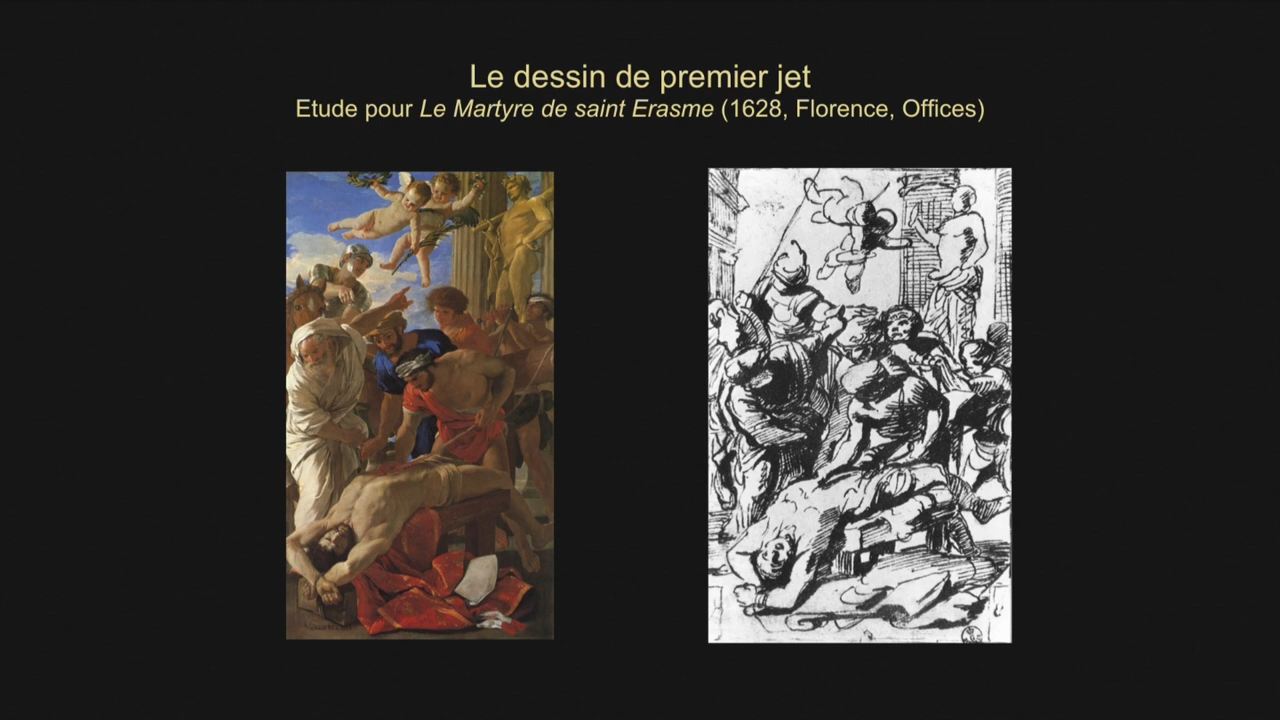 Le dessin de premier jet
Etude pour Le Martyre de saint Erasme (1628, Florence, Offices)